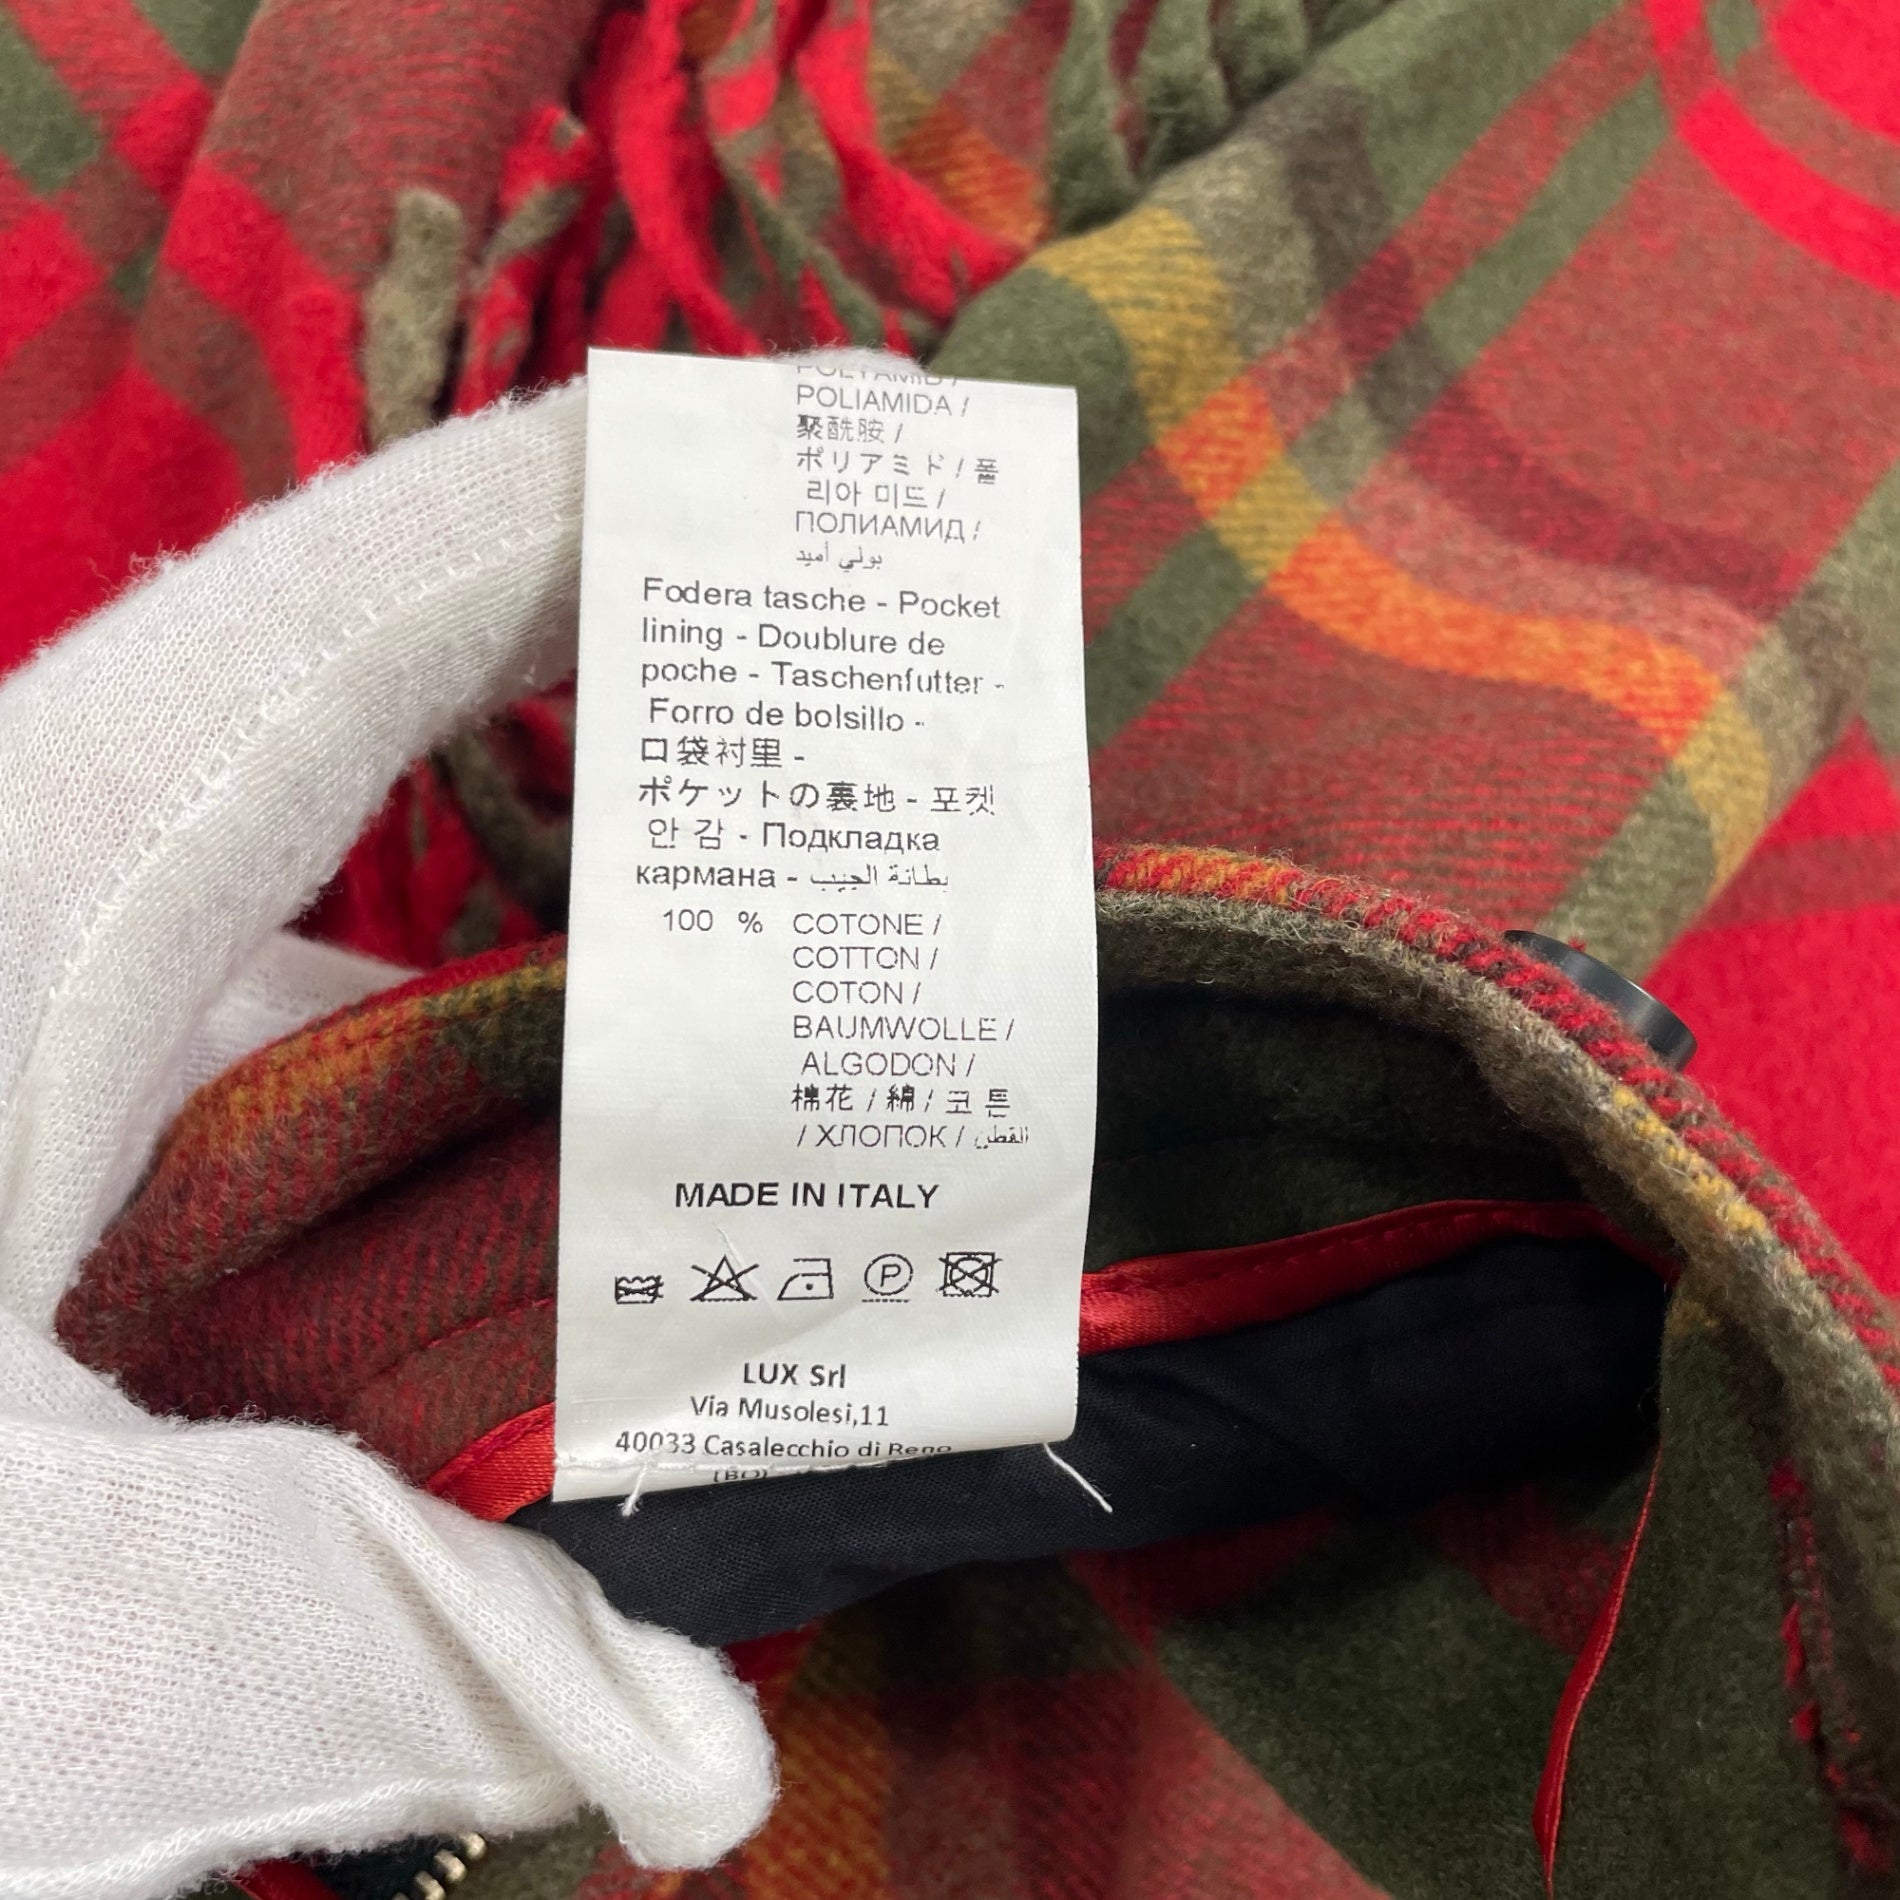 POLYAMID /
POLIAMIDA /
聚酰胺 /
ポリアミド / 폴
리아 미드 /
ПОЛИАМИД /
بولي أميد
Fodera tasche - Pocket
lining - Doublure de
poche - Taschenfutter -
Forro de bolsillo -
口袋衬里 -
ポケットの裏地 - 포켓
안 감 - Подкладка
кармана - بطانة الجيب
100 % COTONE /
COTTON /
COTON /
BAUMWOLLE /
ALGODON /
棉花 / 綿 / 코 튼
/ ХЛОПОК / القطن
MADE IN ITALY
P
LUX Srl
Via Musolesi,11
40033 Casalecchio di Reno
(BO)